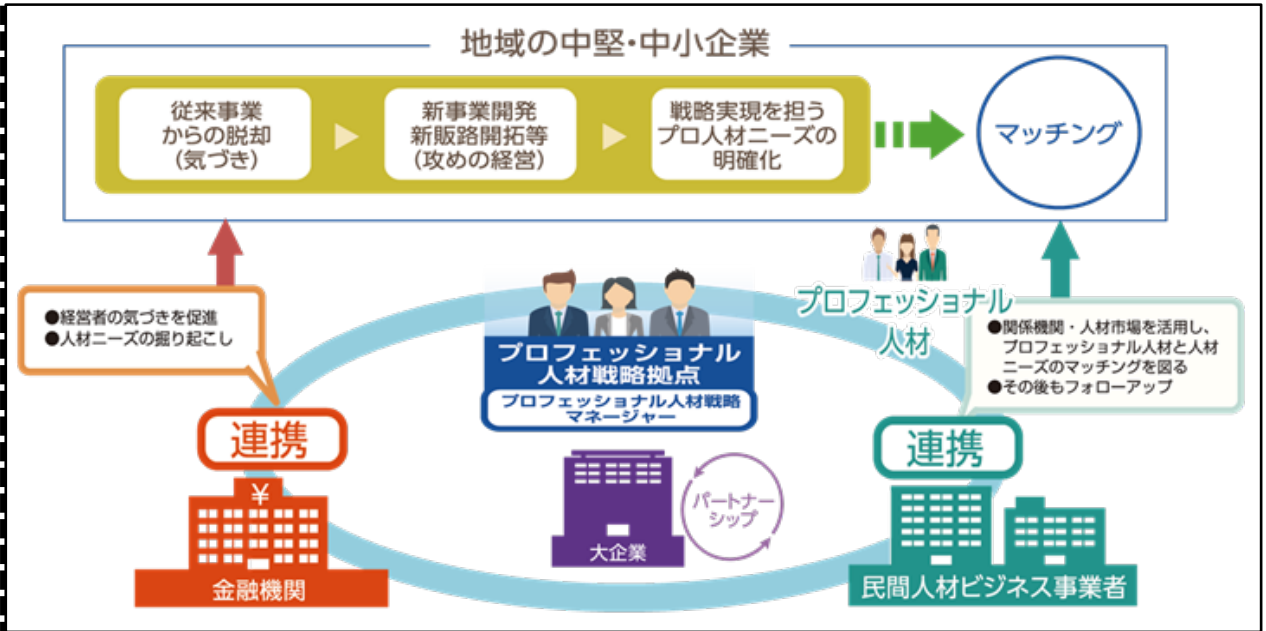 地域の中堅・中小企業
従来事業
からの脱却
(気づき)
新事業開発
新販路開拓等
(攻めの経営)
戦略実現を担う
プロ人材ニーズの
明確化
マッチング
●経営者の気づきを促進
●人材ニーズの掘り起こし
プロフェッショナル
人材戦略拠点
プロフェッショナル人材戦略
マネージャー
プロフェッショナル
人材
●関係機関・人材市場を活用し、
プロフェッショナル人材と人材
ニーズのマッチングを図る
●その後もフォローアップ
連携
¥
金融機関
大企業
パートナー
シップ
連携
民間人材ビジネス事業者